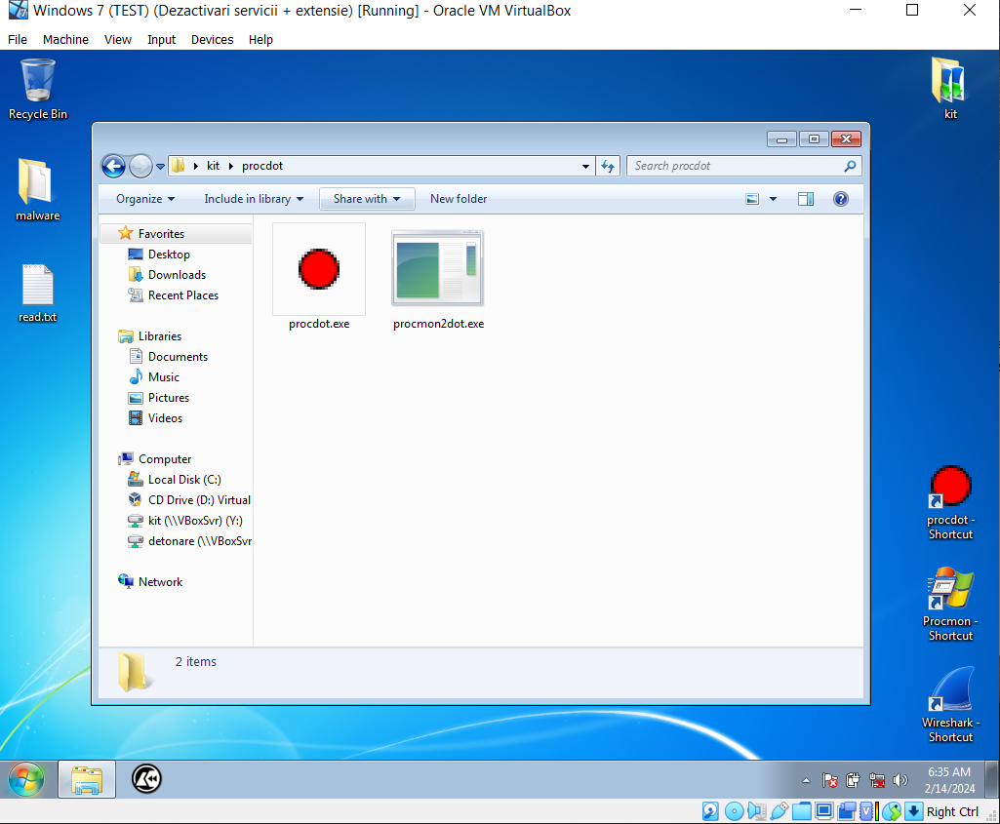 Windows 7 (TEST) (Dezactivari servicii + extensie) [Running] - Oracle VM VirtualBox
File Machine View Input Devices Help
Recycle Bin
malware
read.txt
kit
kit procdot
Search procdot
Organize Include in library Share with New folder
Favorites
Desktop
Downloads
Recent Places
Libraries
Documents
Music
Pictures
Videos
Computer
Local Disk (C:)
CD Drive (D:) Virtual
kit (\\VBoxSvr) (Y:)
detonare (\\VBoxSvr
Network
procdot.exe
procmon2dot.exe
2 items
procdot -
Shortcut
Procmon -
Shortcut
Wireshark -
Shortcut
6:35 AM
2/14/2024
Right Ctrl